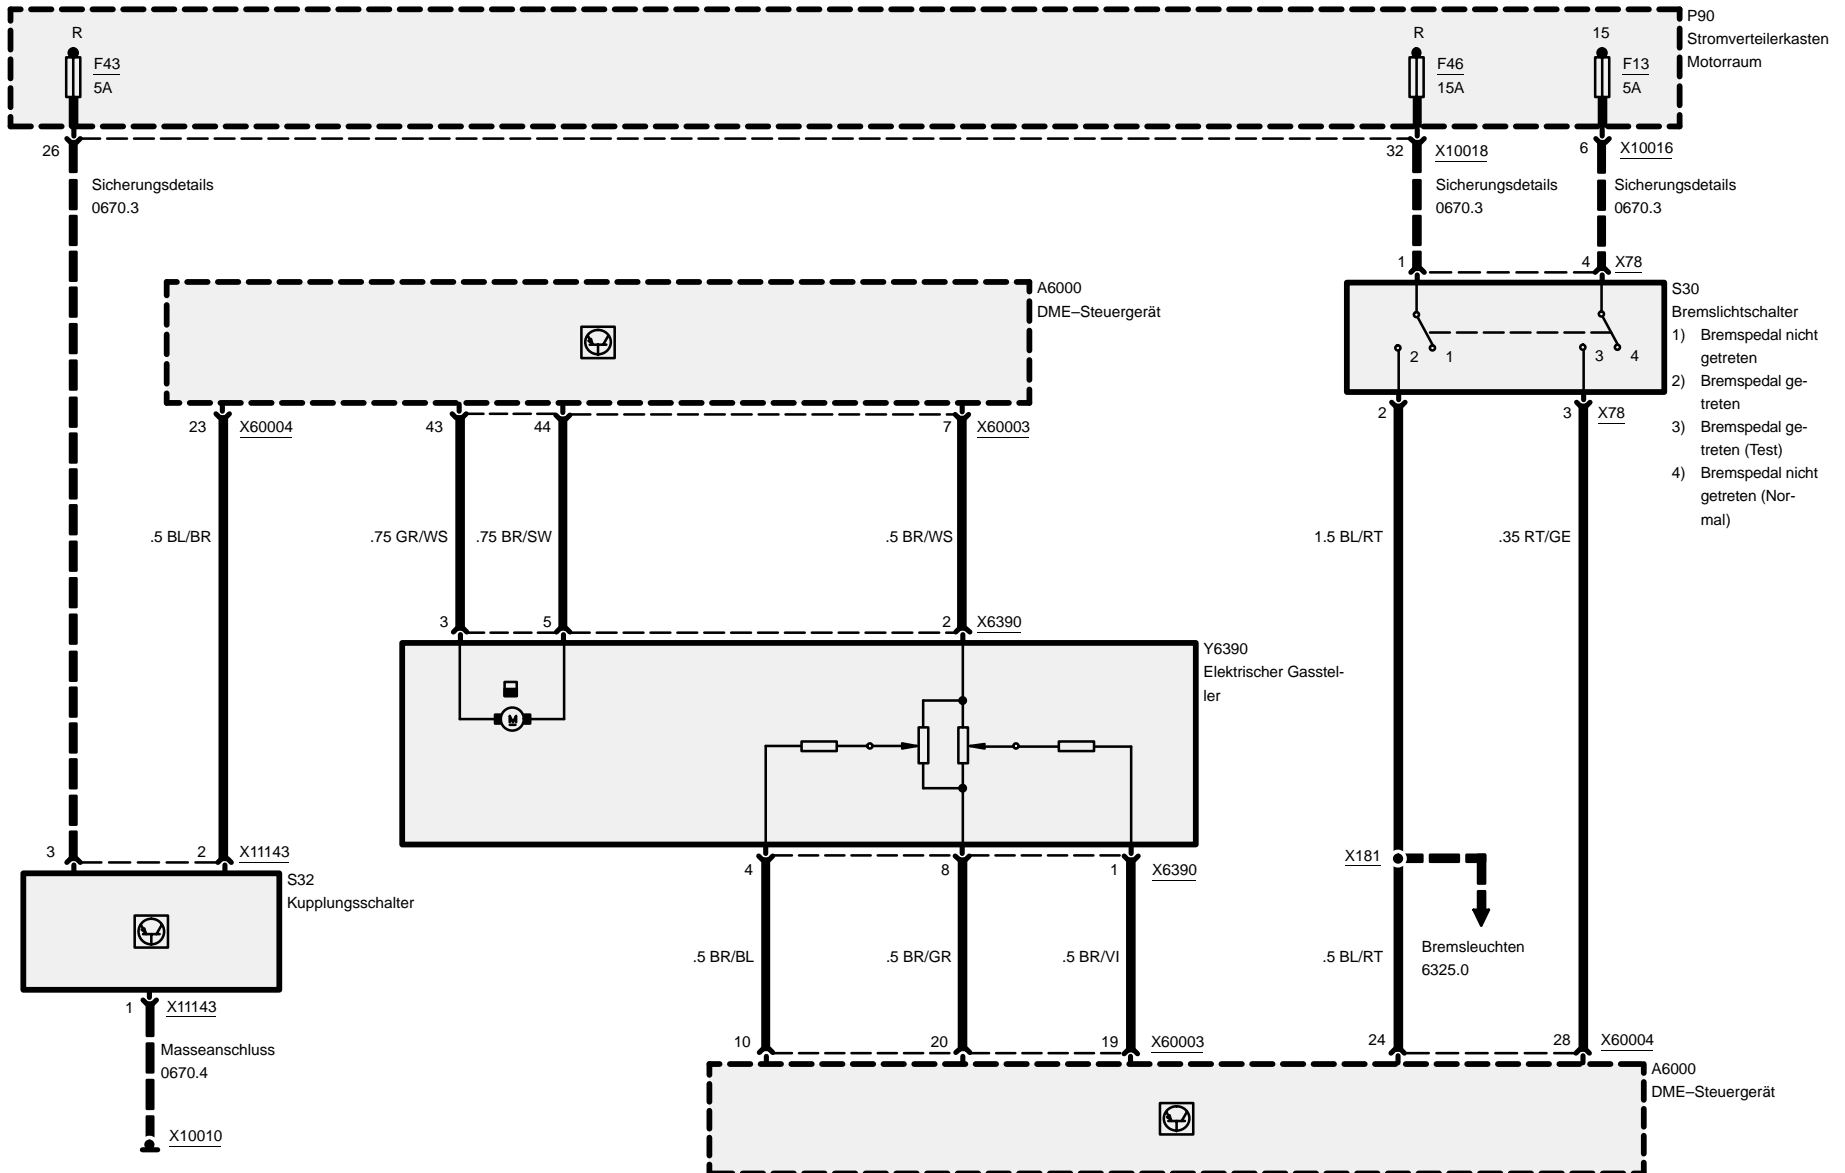 R
F43
5A
R
F46
15A
15
F13
5A
P90
Stromverteilerkasten
Motorraum
26
32
X10018
6
X10016
Sicherungsdetails
0670.3
Sicherungsdetails
0670.3
Sicherungsdetails
0670.3
1
4
X78
A6000
DME–Steuergerät
S30
Bremslichtschalter
1) Bremspedal nicht
getreten
2) Bremspedal ge-
treten
3) Bremspedal ge-
treten (Test)
4) Bremspedal nicht
getreten (Nor-
mal)
2
1
3
4
23
X60004
43
44
7
X60003
2
3
X78
.5 BL/BR
.75 GR/WS
.75 BR/SW
.5 BR/WS
1.5 BL/RT
.35 RT/GE
3
5
2
X6390
Y6390
Elektrischer Gasstel-
ler
M
3
2
X11143
4
8
1
X6390
X181
S32
Kupplungsschalter
.5 BR/BL
.5 BR/GR
.5 BR/VI
.5 BL/RT
Bremsleuchten
6325.0
1
X11143
Masseanschluss
0670.4
X10010
10
20
19
X60003
24
28
X60004
A6000
DME–Steuergerät